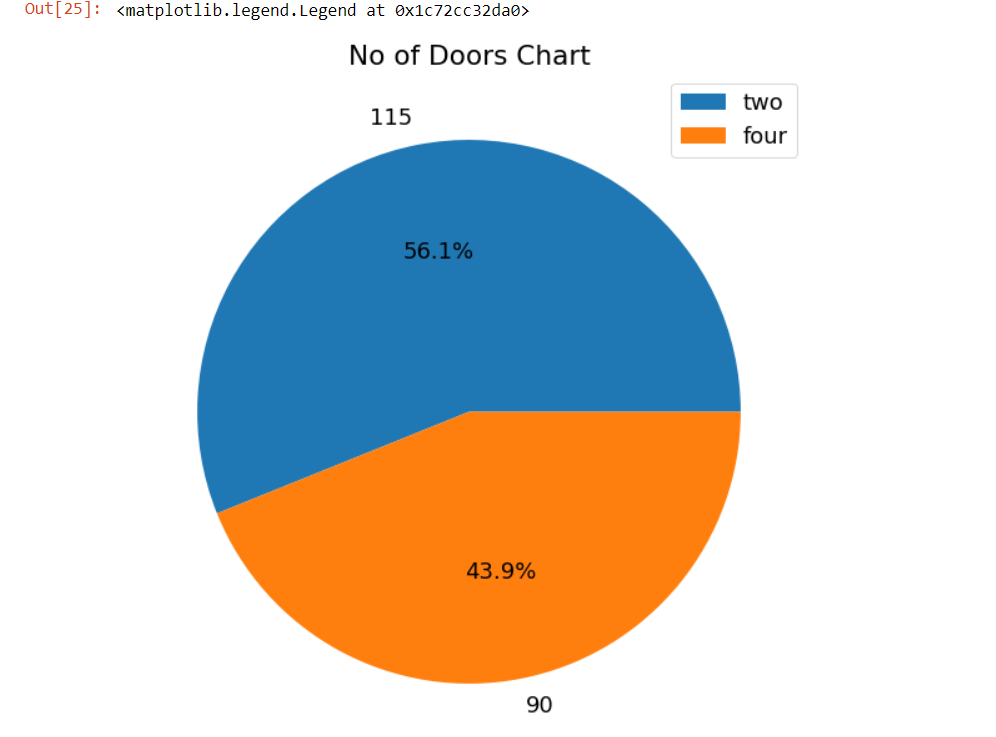 Out[25]: <matplotlib.legend.Legend at 0x1c72cc32da0>
No of Doors Chart
two
four
115
56.1%
43.9%
90